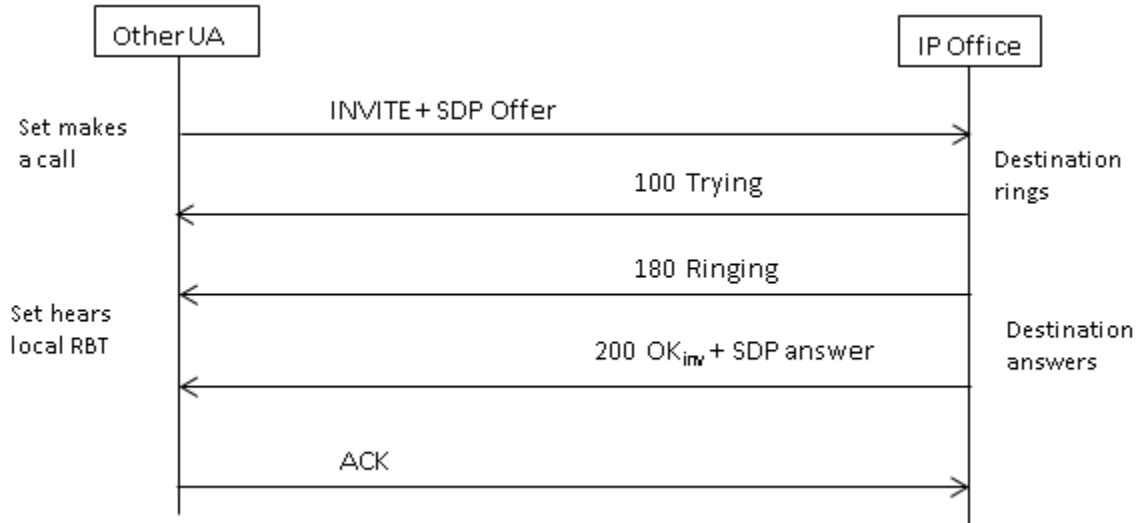 Other UA
IP Office
INVITE + SDP Offer
Set makes
a call
Destination
rings
100 Trying
180 Ringing
Set hears
local RBT
Destination
answers
200 OKinv + SDP answer
ACK